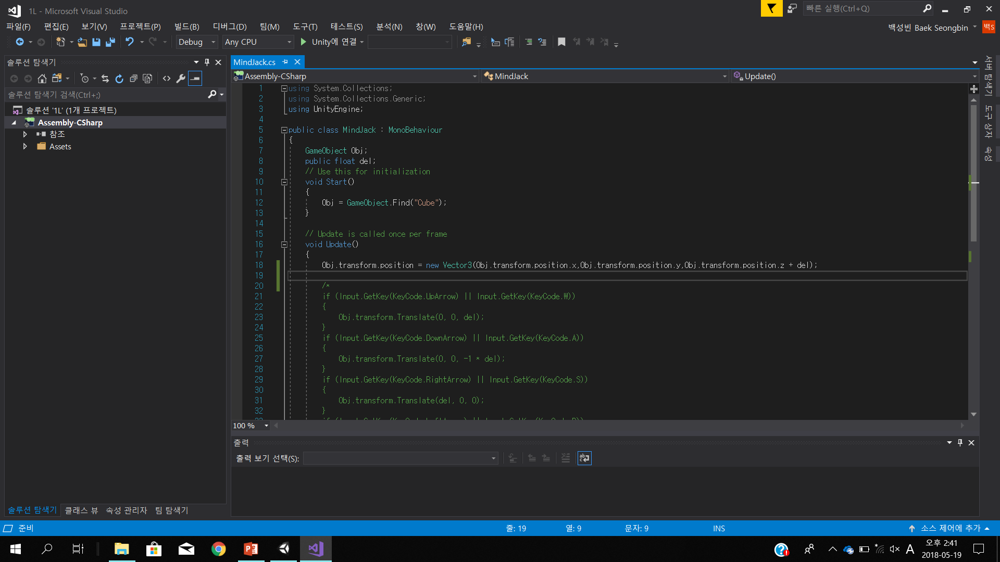 1L - Microsoft Visual Studio
빠른 실행(Ctrl+Q)
파일(F) 편집(E) 보기(V) 프로젝트(P) 빌드(B) 디버그(D) 팀(M) 도구(T) 테스트(S) 분석(N) 창(W) 도움말(H)
백성빈 Baek Seongbin 백S
Debug Any CPU Unity에 연결
솔루션 탐색기
솔루션 탐색기 검색(Ctrl+;)
솔루션 '1L' (1개 프로젝트)
Assembly-CSharp
참조
Assets
솔루션 탐색기 클래스 뷰 속성 관리자 팀 탐색기
MindJack.cs
Assembly-CSharp MindJack Update()
1 using System.Collections;
2 using System.Collections.Generic;
3 using UnityEngine;
4
5 public class MindJack : MonoBehaviour
6 {
7 GameObject Obj;
8 public float del;
9 // Use this for initialization
10 void Start()
11 {
12 Obj = GameObject.Find("Cube");
13 }
14
15 // Update is called once per frame
16 void Update()
17 {
18 Obj.transform.position = new Vector3(Obj.transform.position.x,Obj.transform.position.y,Obj.transform.position.z + del);
19
20 /*
21 if (Input.GetKey(KeyCode.UpArrow) || Input.GetKey(KeyCode.W))
22 {
23 Obj.transform.Translate(0, 0, del);
24 }
25 if (Input.GetKey(KeyCode.DownArrow) || Input.GetKey(KeyCode.A))
26 {
27 Obj.transform.Translate(0, 0, -1 * del);
28 }
29 if (Input.GetKey(KeyCode.RightArrow) || Input.GetKey(KeyCode.S))
30 {
31 Obj.transform.Translate(del, 0, 0);
32 }
100 %
출력
출력 보기 선택(S):
서버 탐색기
도구 상자
속성
준비 줄: 19 열: 9 문자: 9 INS 소스 제어에 추가
A
오후 2:41
2018-05-19